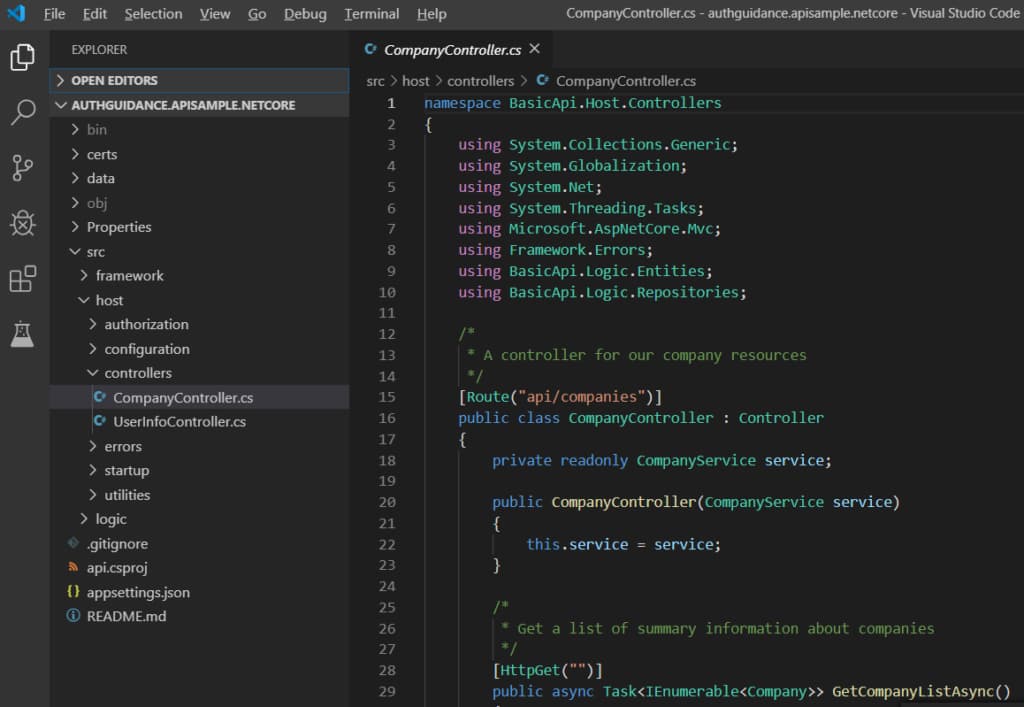 File Edit Selection View Go Debug Terminal Help CompanyController.cs - authguidance.apisample.netcore - Visual Studio Code
EXPLORER
OPEN EDITORS
AUTHGUIDANCE.APISAMPLE.NETCORE
bin
certs
data
obj
Properties
src
framework
host
authorization
configuration
controllers
CompanyController.cs
UserInfoController.cs
errors
startup
utilities
logic
.gitignore
api.csproj
appsettings.json
README.md
CompanyController.cs
src > host > controllers > CompanyController.cs
1 namespace BasicApi.Host.Controllers
2 {
3 using System.Collections.Generic;
4 using System.Globalization;
5 using System.Net;
6 using System.Threading.Tasks;
7 using Microsoft.AspNetCore.Mvc;
8 using Framework.Errors;
9 using BasicApi.Logic.Entities;
10 using BasicApi.Logic.Repositories;
11
12 /*
13 * A controller for our company resources
14 */
15 [Route("api/companies")]
16 public class CompanyController : Controller
17 {
18 private readonly CompanyService service;
19
20 public CompanyController(CompanyService service)
21 {
22 this.service = service;
23 }
24
25 /*
26 * Get a list of summary information about companies
27 */
28 [HttpGet("")]
29 public async Task<IEnumerable<Company>> GetCompanyListAsync()